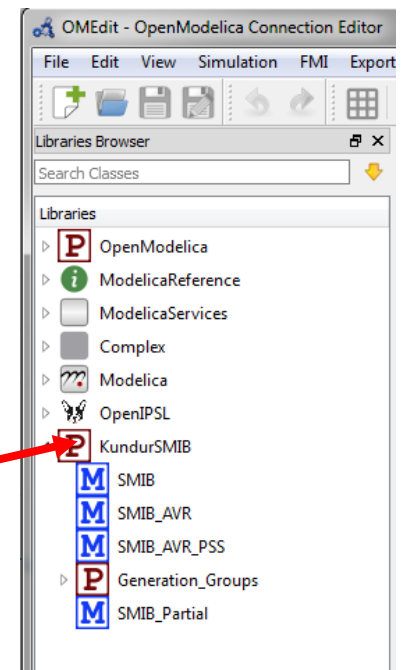 OMEdit - OpenModelica Connection Editor
File Edit View Simulation FMI Export
Libraries Browser
Search Classes
Libraries
P OpenModelica
i ModelicaReference
ModelicaServices
Complex
Modelica
OpenIPSL
P KundurSMIB
M SMIB
M SMIB_AVR
M SMIB_AVR_PSS
P Generation_Groups
M SMIB_Partial